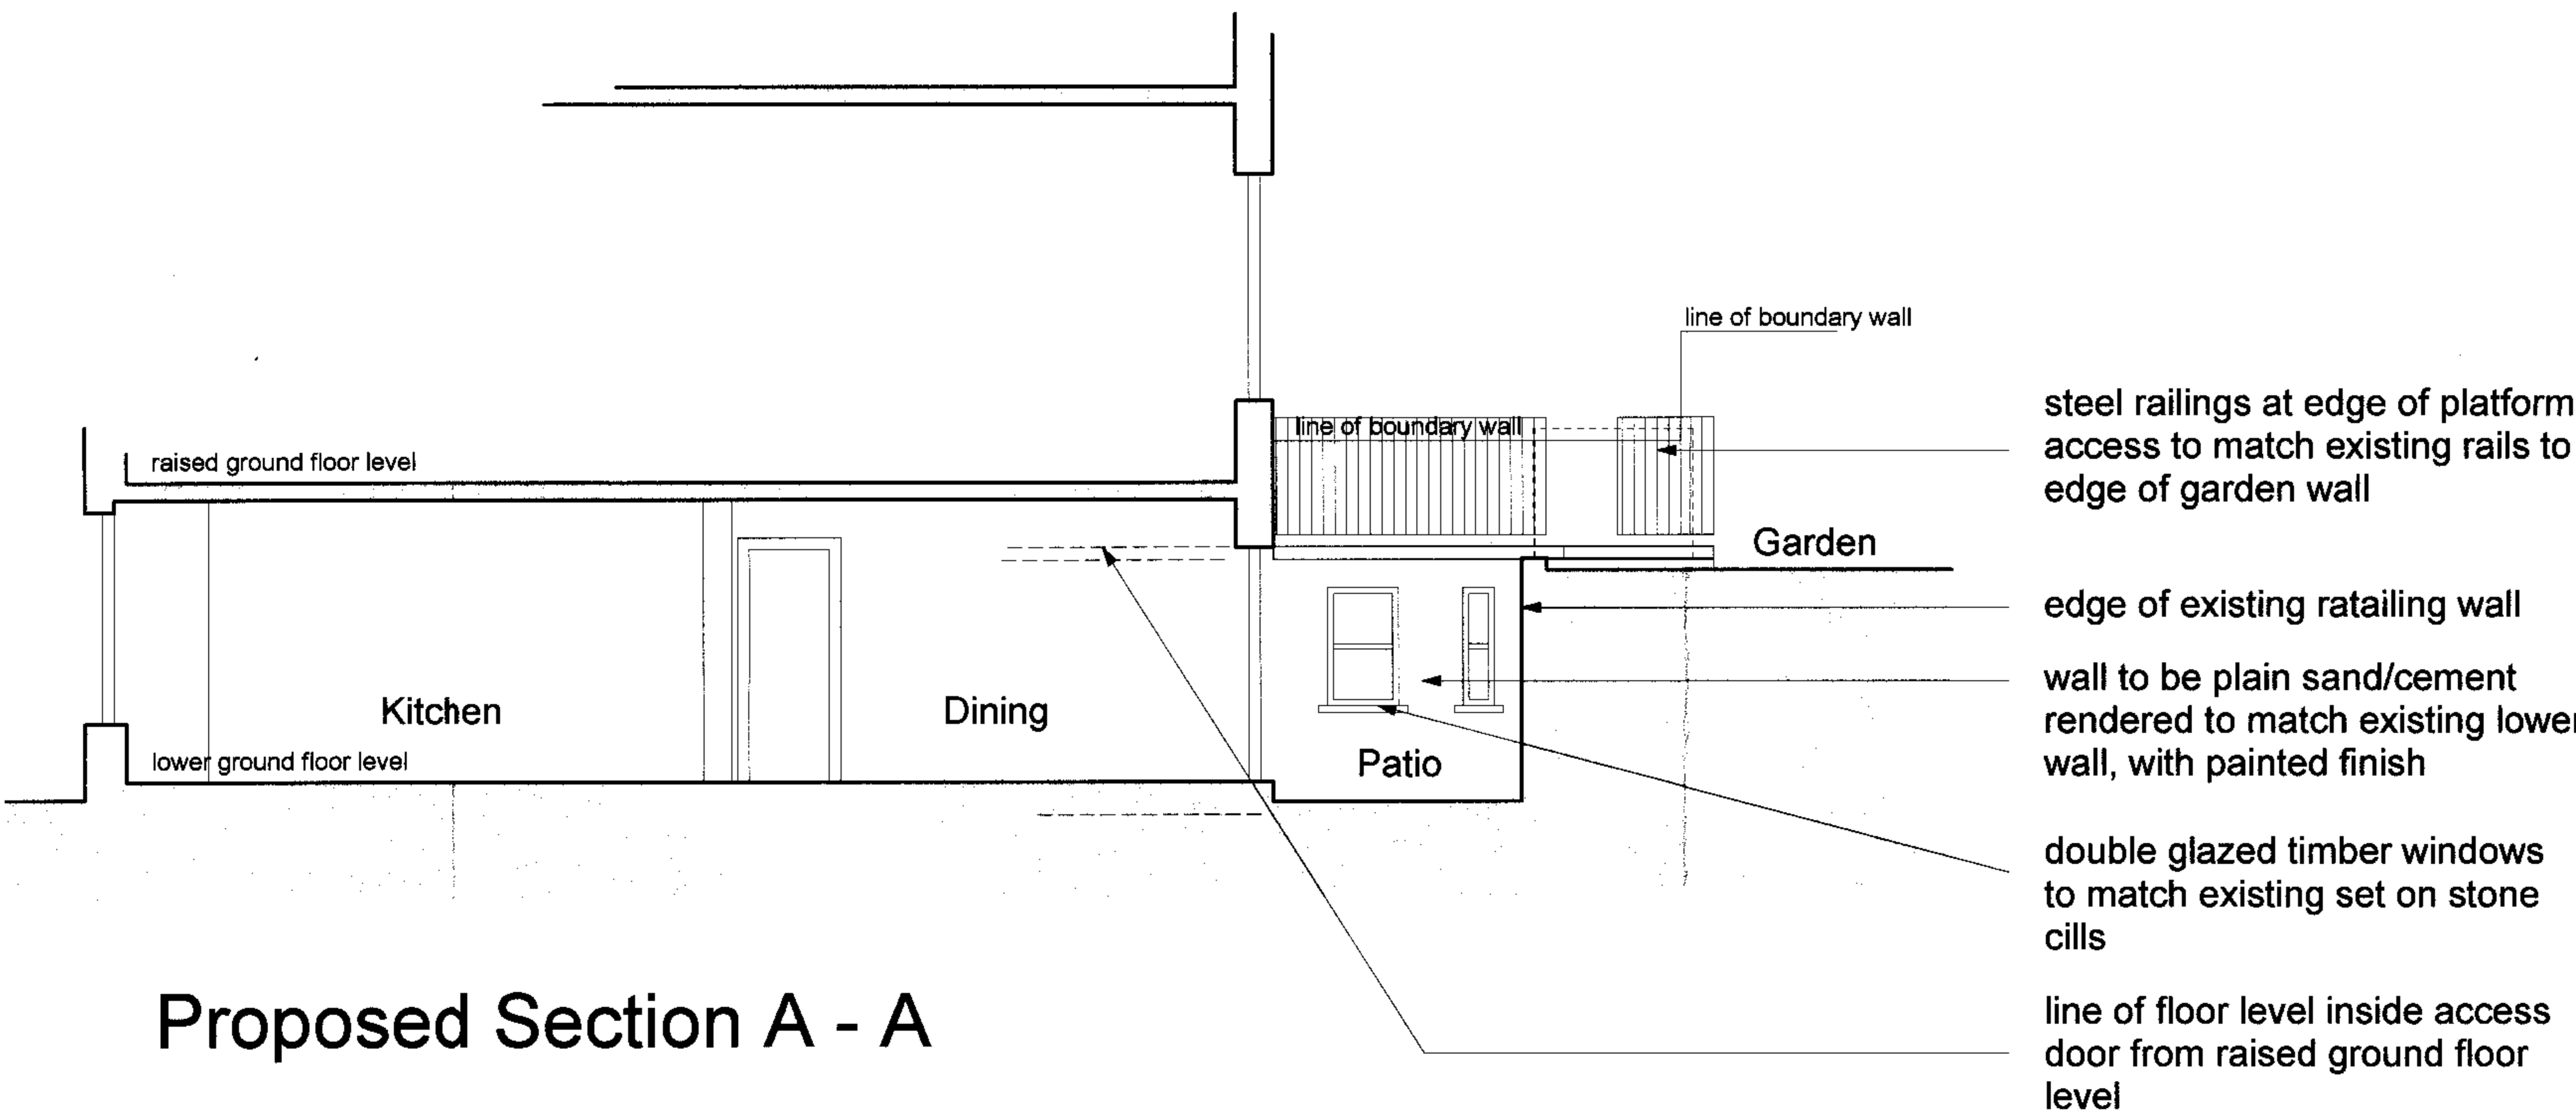 line of boundary wall
steel railings at edge of platform
access to match existing rails to
edge of garden wall
line of boundary wall
raised ground floor level
Garden
edge of existing ratailing wall
wall to be plain sand/cement
rendered to match existing lower
wall, with painted finish
Kitchen
Dining
Patio
lower ground floor level
double glazed timber windows
to match existing set on stone
cills
line of floor level inside access
door from raised ground floor
level
Proposed Section A - A